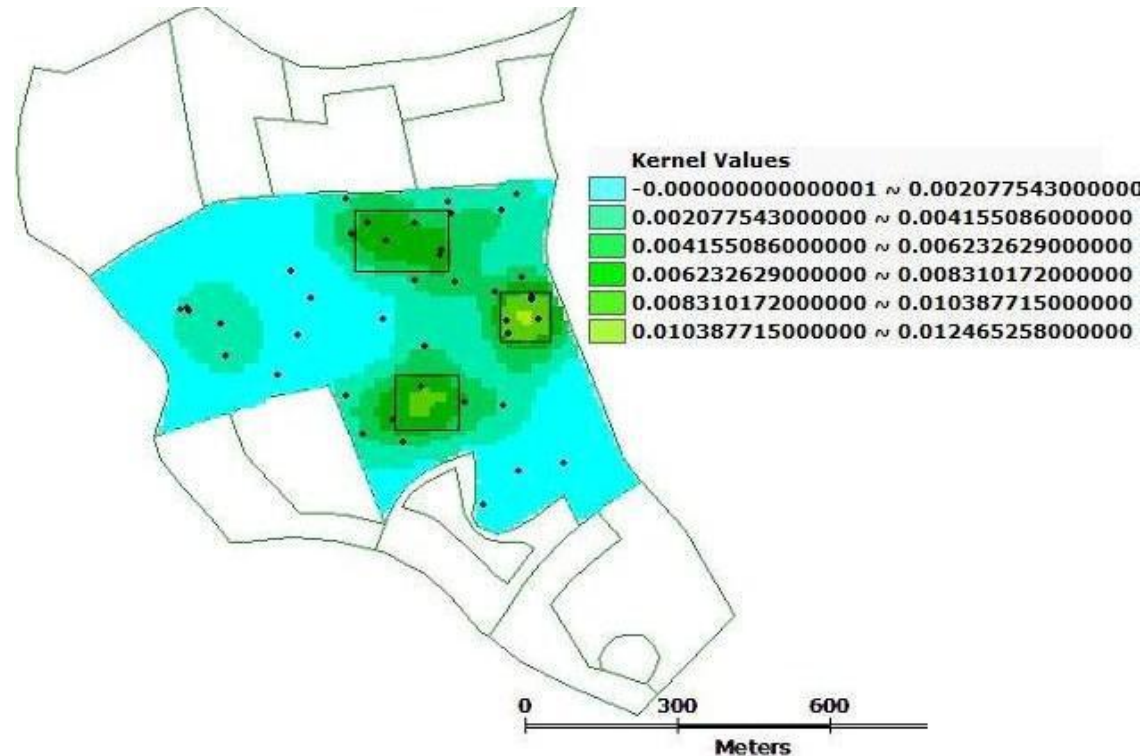 Kernel Values
-0.000000000000001 ~ 0.002077543000000
0.002077543000000 ~ 0.004155086000000
0.004155086000000 ~ 0.006232629000000
0.006232629000000 ~ 0.008310172000000
0.008310172000000 ~ 0.010387715000000
0.010387715000000 ~ 0.012465258000000
0 300 600
Meters